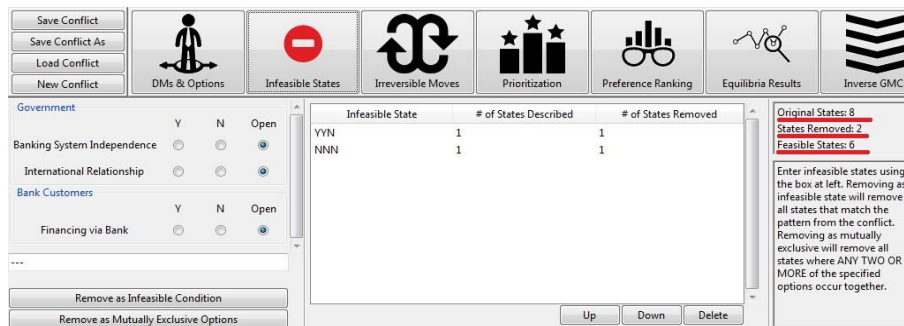 Save Conflict
Save Conflict As
Load Conflict
New Conflict
DMs & Options
Infeasible States
Irreversible Moves
Prioritization
Preference Ranking
Equilibria Results
Inverse GMC
Government
Y N Open
Banking System Independence
International Relationship
Bank Customers
Y N Open
Financing via Bank
---
Remove as Infeasible Condition
Remove as Mutually Exclusive Options
Infeasible State # of States Described # of States Removed
YYN 1 1
NNN 1 1
Up Down Delete
Original States: 8
States Removed: 2
Feasible States: 6
Enter infeasible states using
the box at left. Removing as
infeasible state will remove
all states that match the
pattern from the conflict.
Removing as mutually
exclusive will remove all
states where ANY TWO OR
MORE of the specified
options occur together.